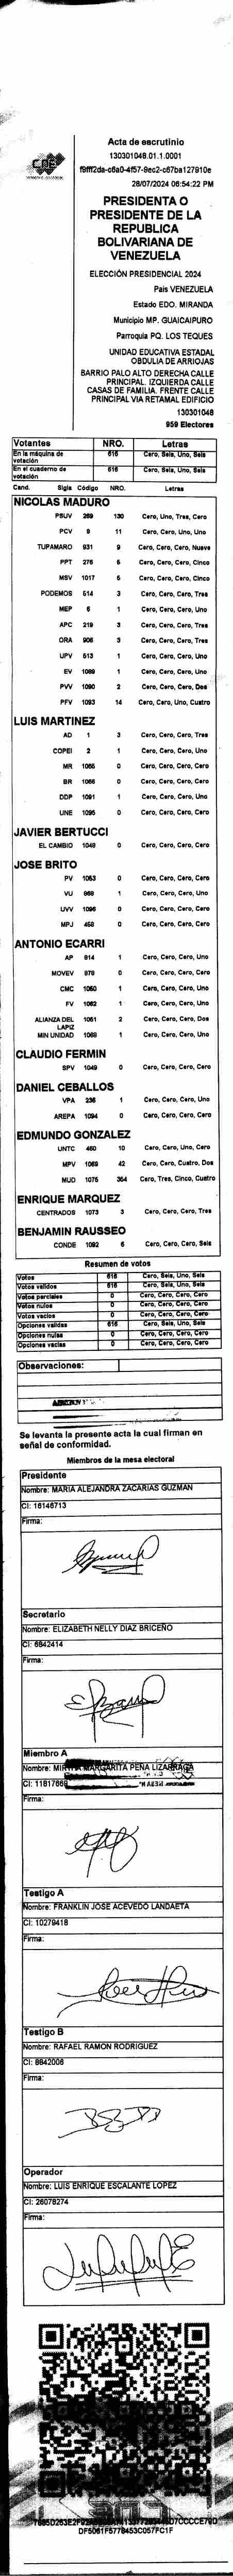 Acta de escrutinio
130301048.01.1.0001
f9fff2da-c6a0-4f57-9ec2-c67ba127910e
28/07/2024 06:54:22 PM
CNE
PRESIDENTA O
PRESIDENTE DE LA
REPUBLICA
BOLIVARIANA DE
VENEZUELA
ELECCIÓN PRESIDENCIAL 2024
Pais VENEZUELA
Estado EDO. MIRANDA
Municipio MP. GUAICAIPURO
Parroquia PQ. LOS TEQUES
UNIDAD EDUCATIVA ESTADAL
OBDULIA DE ARRIOJAS
BARRIO PALO ALTO DERECHA CALLE
PRINCIPAL. IZQUIERDA CALLE
CASAS DE FAMILIA. FRENTE CALLE
PRINCIPAL VIA RETAMAL EDIFICIO
130301048
959 Electores
Votantes NRO. Letras
En la máquina de votación 616 Cero, Seis, Uno, Seis
En el cuaderno de votación 616 Cero, Seis, Uno, Seis
Cand. Sigla Código NRO. Letras
NICOLAS MADURO
PSUV 269 130 Cero, Uno, Tres, Cero
PCV 9 11 Cero, Cero, Uno, Uno
TUPAMARO 931 9 Cero, Cero, Cero, Nueve
PPT 276 5 Cero, Cero, Cero, Cinco
MSV 1017 5 Cero, Cero, Cero, Cinco
PODEMOS 514 3 Cero, Cero, Cero, Tres
MEP 6 1 Cero, Cero, Cero, Uno
APC 219 3 Cero, Cero, Cero, Tres
ORA 906 3 Cero, Cero, Cero, Tres
UPV 513 1 Cero, Cero, Cero, Uno
EV 1089 1 Cero, Cero, Cero, Uno
PVV 1090 2 Cero, Cero, Cero, Dos
PFV 1093 14 Cero, Cero, Uno, Cuatro
LUIS MARTINEZ
AD 1 3 Cero, Cero, Cero, Tres
COPEI 2 1 Cero, Cero, Cero, Uno
MR 1065 0 Cero, Cero, Cero, Cero
BR 1066 0 Cero, Cero, Cero, Cero
DDP 1091 1 Cero, Cero, Cero, Uno
UNE 1095 0 Cero, Cero, Cero, Cero
JAVIER BERTUCCI
EL CAMBIO 1048 0 Cero, Cero, Cero, Cero
JOSE BRITO
PV 1053 0 Cero, Cero, Cero, Cero
VU 868 1 Cero, Cero, Cero, Uno
UVV 1096 0 Cero, Cero, Cero, Cero
MPJ 458 0 Cero, Cero, Cero, Cero
ANTONIO ECARRI
AP 814 1 Cero, Cero, Cero, Uno
MOVEV 978 0 Cero, Cero, Cero, Cero
CMC 1050 1 Cero, Cero, Cero, Uno
FV 1062 1 Cero, Cero, Cero, Uno
ALIANZA DEL LAPIZ 1061 2 Cero, Cero, Cero, Dos
MIN UNIDAD 1068 1 Cero, Cero, Cero, Uno
CLAUDIO FERMIN
SPV 1049 0 Cero, Cero, Cero, Cero
DANIEL CEBALLOS
VPA 236 1 Cero, Cero, Cero, Uno
AREPA 1094 0 Cero, Cero, Cero, Cero
EDMUNDO GONZALEZ
UNTC 460 10 Cero, Cero, Uno, Cero
MPV 1069 42 Cero, Cero, Cuatro, Dos
MUD 1075 354 Cero, Tres, Cinco, Cuatro
ENRIQUE MARQUEZ
CENTRADOS 1073 3 Cero, Cero, Cero, Tres
BENJAMIN RAUSSEO
CONDE 1092 6 Cero, Cero, Cero, Seis
Resumen de votos
Votos 616 Cero, Seis, Uno, Seis
Votos válidos 616 Cero, Seis, Uno, Seis
Votos parciales 0 Cero, Cero, Cero, Cero
Votos nulos 0 Cero, Cero, Cero, Cero
Votos vacíos 0 Cero, Cero, Cero, Cero
Opciones válidas 616 Cero, Seis, Uno, Seis
Opciones nulas 0 Cero, Cero, Cero, Cero
Opciones vacías 0 Cero, Cero, Cero, Cero
Observaciones:
Se levanta la presente acta la cual firman en
señal de conformidad.
Miembros de la mesa electoral
Presidente
Nombre: MARIA ALEJANDRA ZACARIAS GUZMAN
CI: 16146713
Firma:
Secretario
Nombre: ELIZABETH NELLY DIAZ BRICEÑO
CI: 6842414
Firma:
Miembro A
Nombre: MARGARITA PEÑA LIZARRAGA
CI: 11817668
Firma:
Testigo A
Nombre: FRANKLIN JOSE ACEVEDO LANDAETA
CI: 10279418
Firma:
Testigo B
Nombre: RAFAEL RAMON RODRIGUEZ
CI: 8842006
Firma:
Operador
Nombre: LUIS ENRIQUE ESCALANTE LOPEZ
CI: 26078274
Firma:
DF5061F5778453C057FC1F